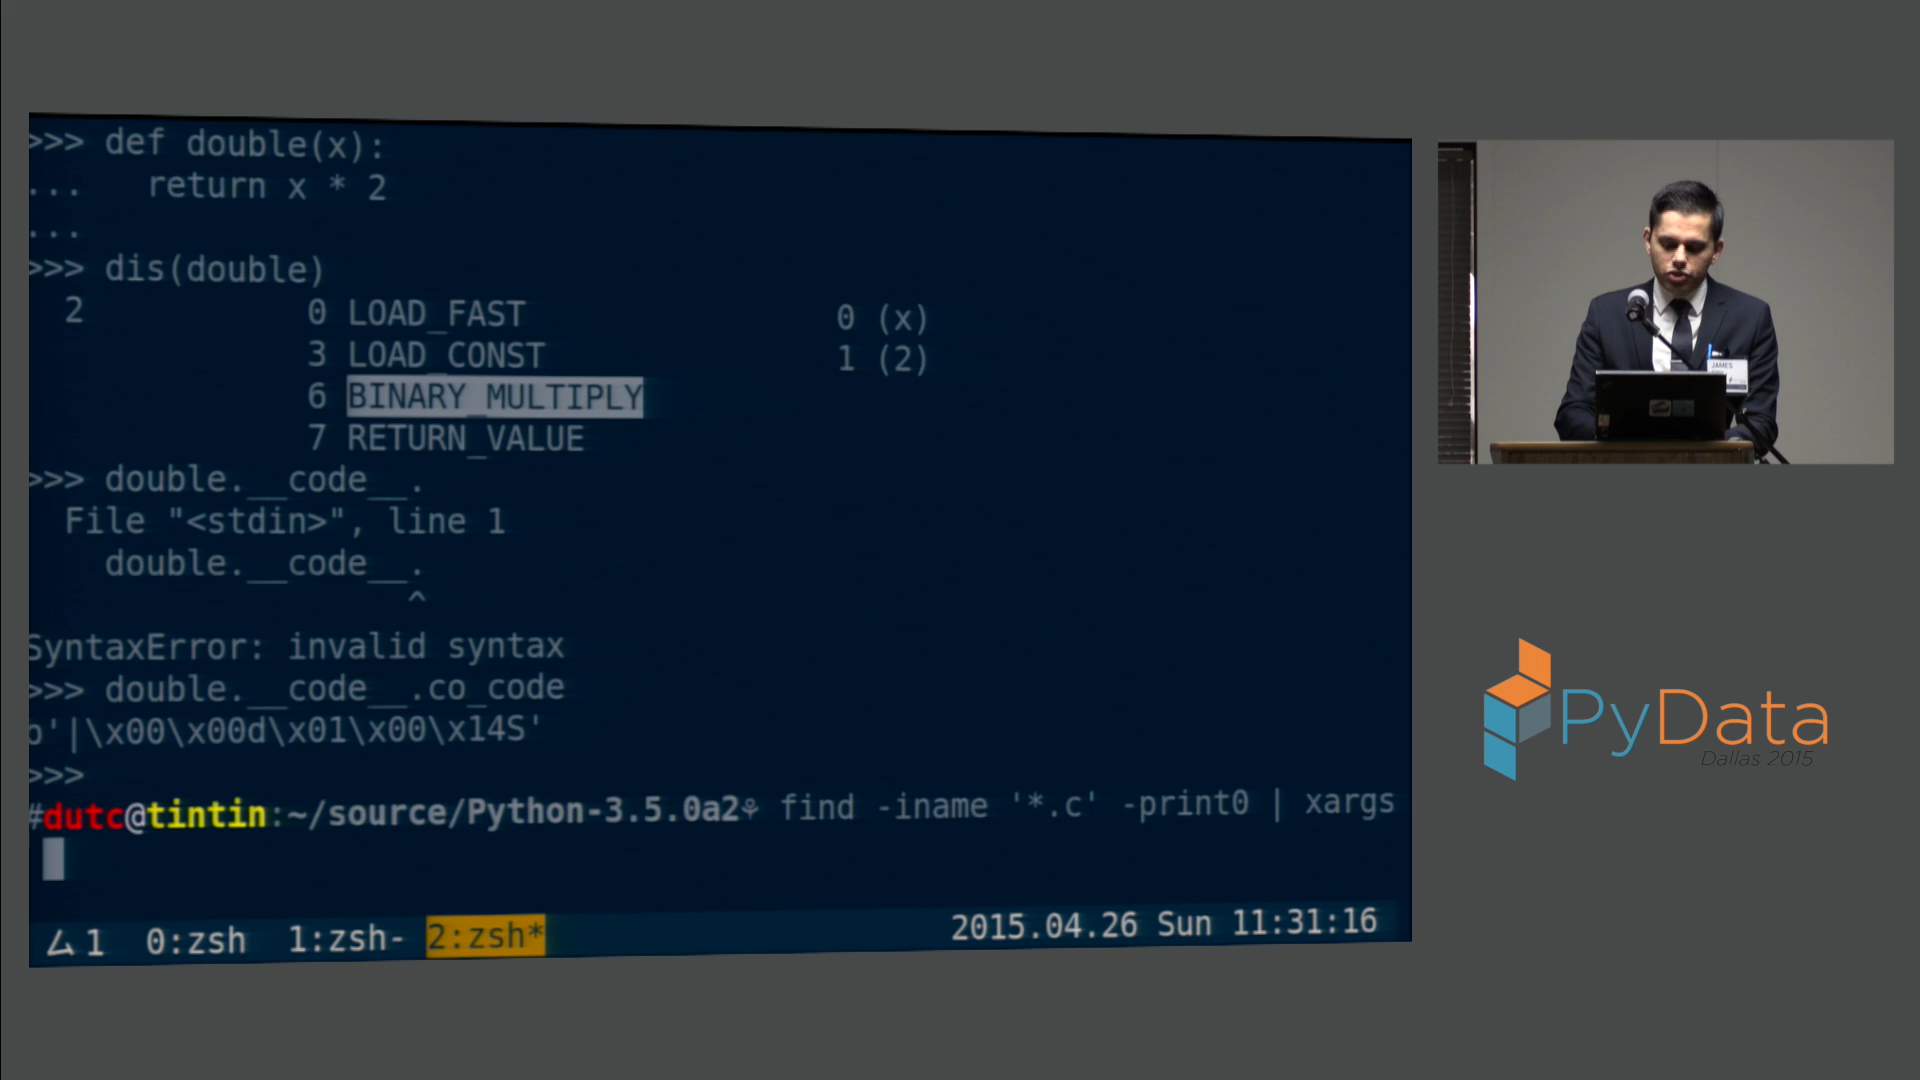 >>> def double(x):
...   return x * 2
...
>>> dis(double)
2 0 LOAD_FAST 0 (x)
3 LOAD_CONST 1 (2)
6 BINARY_MULTIPLY
7 RETURN_VALUE
>>> double.__code__.
File "<stdin>", line 1
double.__code__.
^
SyntaxError: invalid syntax
>>> double.__code__.co_code
b'|\x00\x00d\x01\x00\x14S'
>>>
#dutc@tintin:~/source/Python-3.5.0a2⚘ find -iname '*.c' -print0 | xargs
ム1 0:zsh 1:zsh- 2:zsh* 2015.04.26 Sun 11:31:16
JAMES
PyData
Dallas 2015